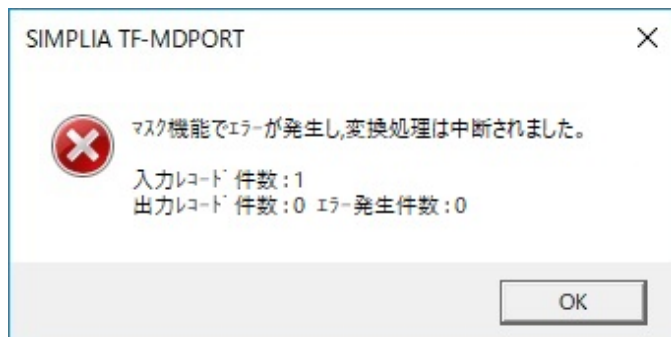 SIMPLIA TF-MDPORT
ﾏｽｸ機能でｴﾗｰが発生し,変換処理は中断されました。
入力ﾚｺｰﾄﾞ件数:1
出力ﾚｺｰﾄﾞ件数:0 ｴﾗｰ発生件数:0
OK